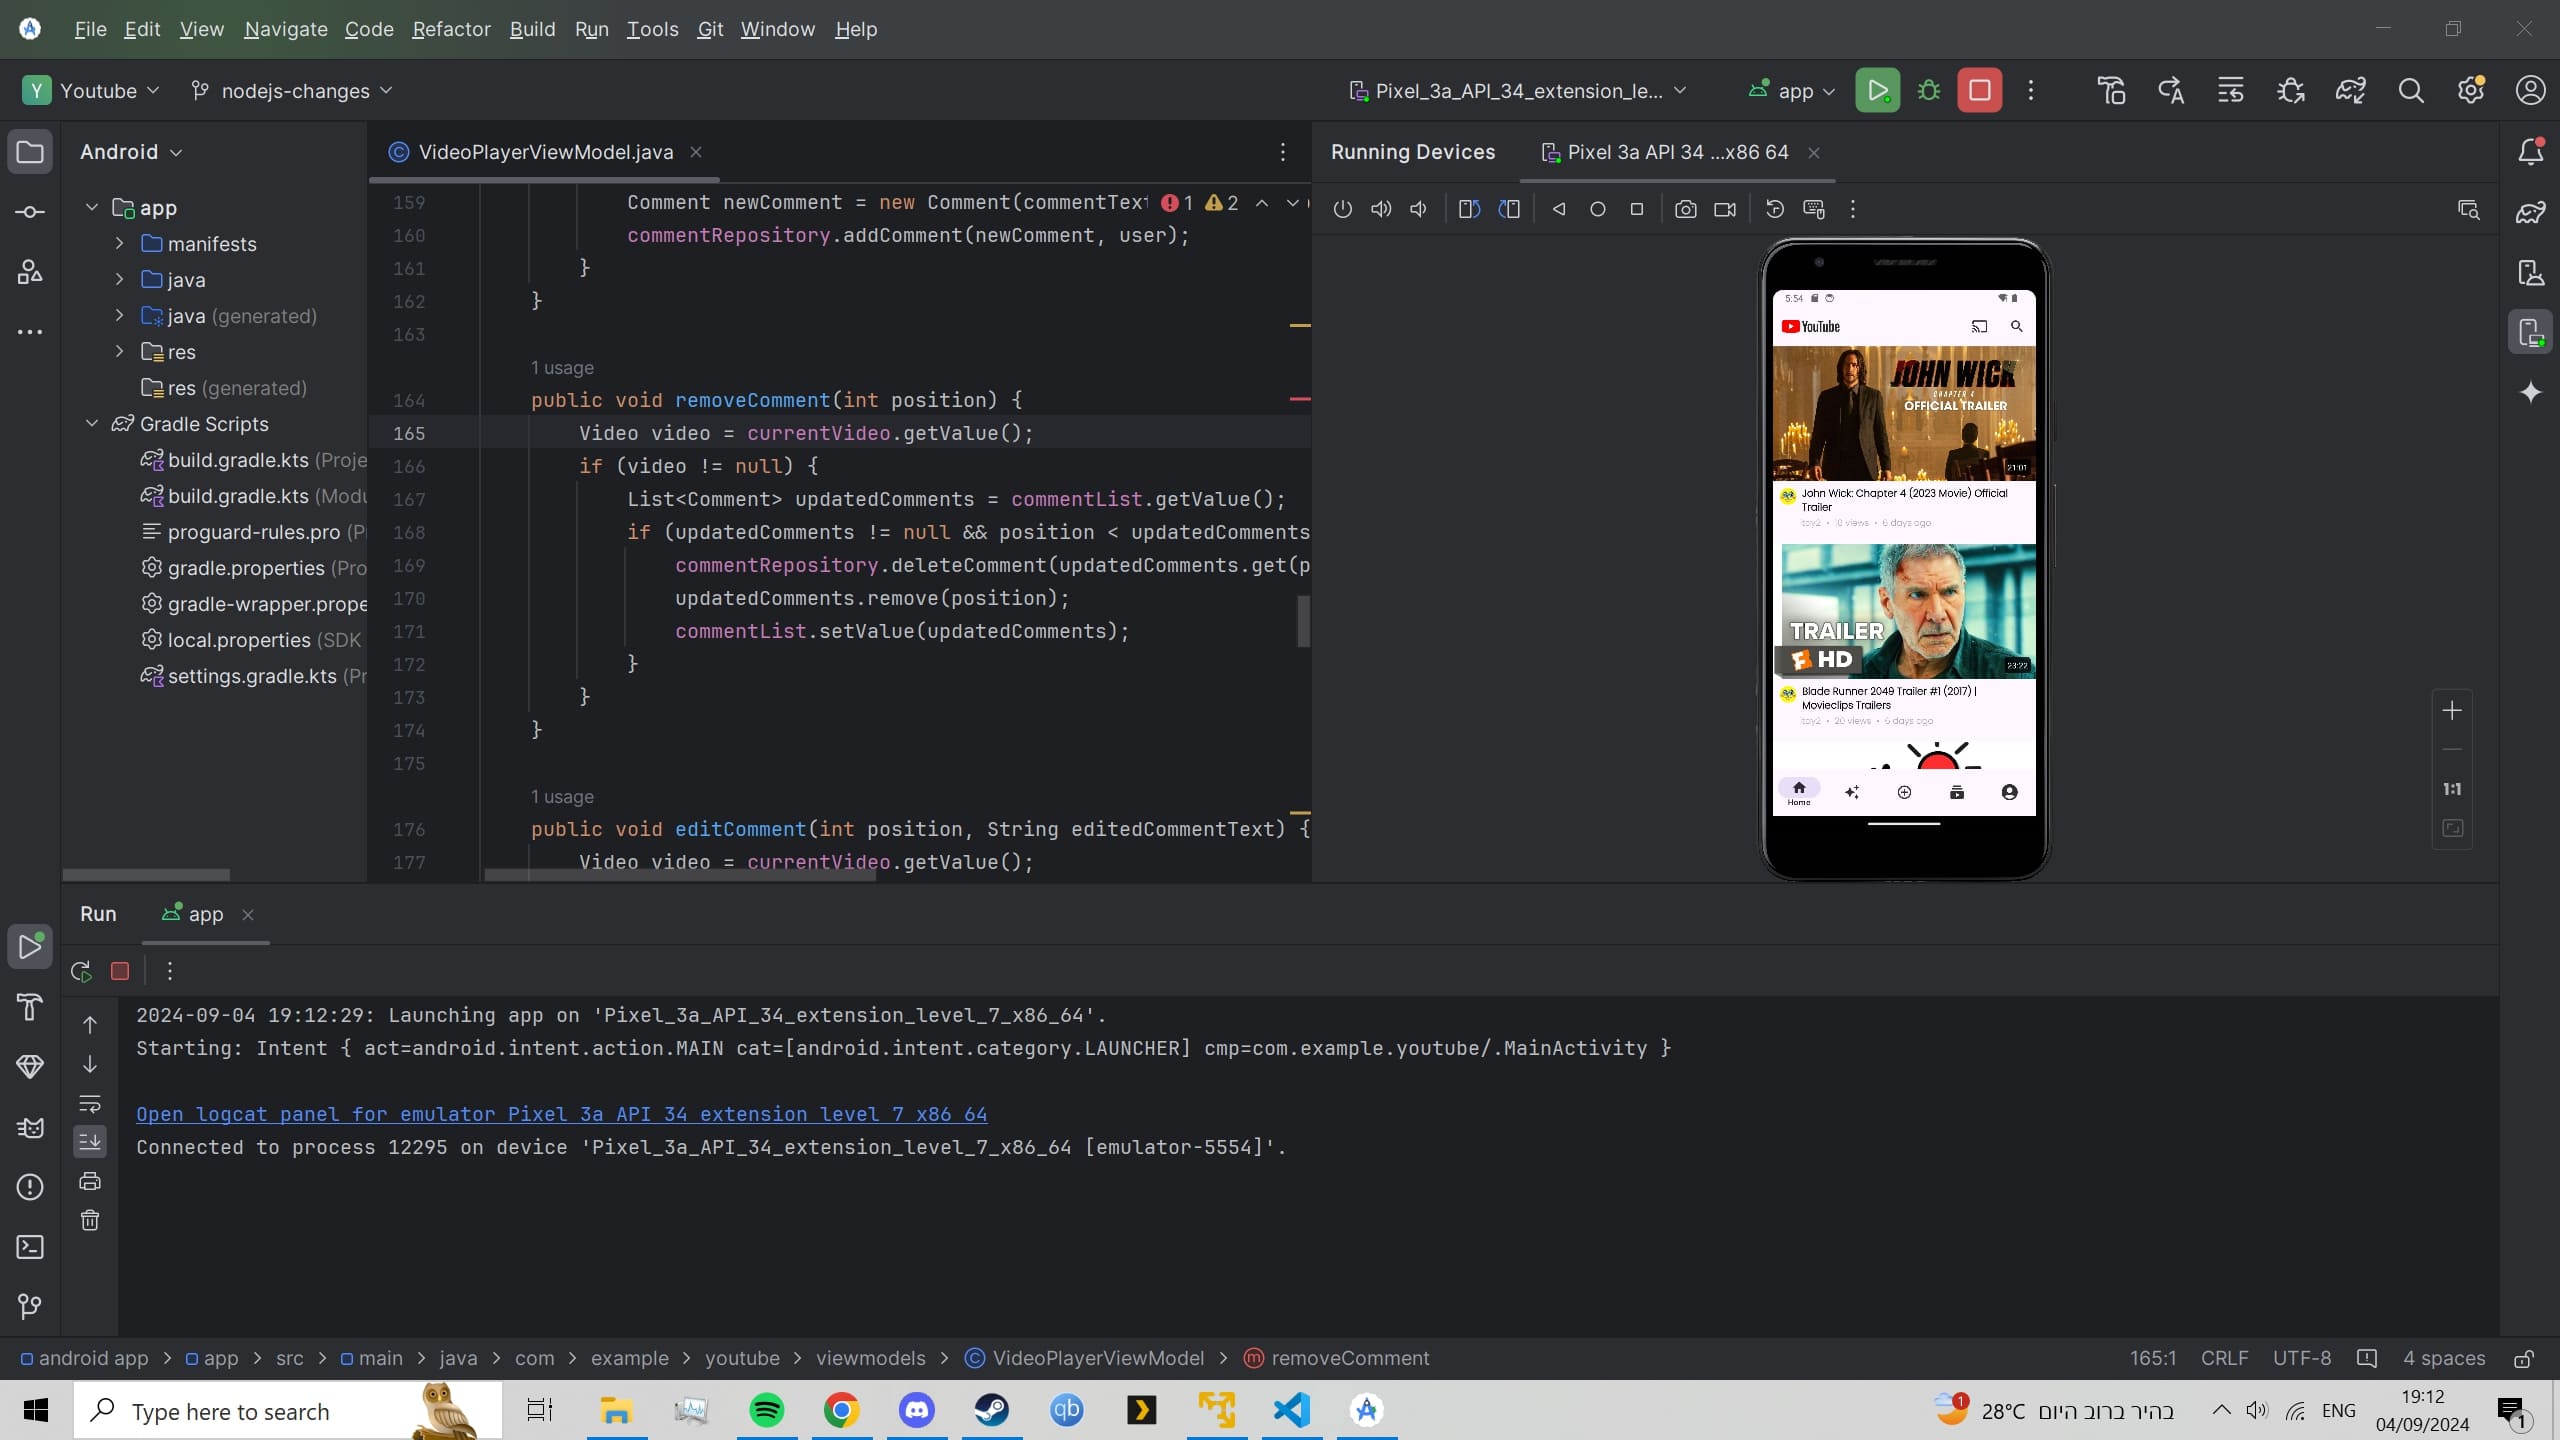 File Edit View Navigate Code Refactor Build Run Tools Git Window Help
Y Youtube nodejs-changes Pixel_3a_API_34_extension_le... app
Android
app
manifests
java
java (generated)
res
res (generated)
Gradle Scripts
build.gradle.kts (Proje
build.gradle.kts (Modu
proguard-rules.pro (P
gradle.properties (Pro
gradle-wrapper.prope
local.properties (SDK
settings.gradle.kts (Pr
VideoPlayerViewModel.java
159 Comment newComment = new Comment(commentText 1 2
160 commentRepository.addComment(newComment, user);
161 }
162 }
163
1 usage
164 public void removeComment(int position) {
165 Video video = currentVideo.getValue();
166 if (video != null) {
167 List<Comment> updatedComments = commentList.getValue();
168 if (updatedComments != null && position < updatedComments
169 commentRepository.deleteComment(updatedComments.get(p
170 updatedComments.remove(position);
171 commentList.setValue(updatedComments);
172 }
173 }
174 }
175
1 usage
176 public void editComment(int position, String editedCommentText) {
177 Video video = currentVideo.getValue();
Running Devices Pixel 3a API 34 ...x86 64
5:54
YouTube
JOHN WICK
CHAPTER 4
OFFICIAL TRAILER
21:01
John Wick: Chapter 4 (2023 Movie) Official
Trailer
18 views • 6 days ago
TRAILER
HD
23:22
Blade Runner 2049 Trailer #1 (2017) |
Movieclips Trailers
20 views • 6 days ago
Home
1:1
Run app
2024-09-04 19:12:29: Launching app on 'Pixel_3a_API_34_extension_level_7_x86_64'.
Starting: Intent { act=android.intent.action.MAIN cat=[android.intent.category.LAUNCHER] cmp=com.example.youtube/.MainActivity }
Open logcat panel for emulator Pixel 3a API 34 extension level 7 x86 64
Connected to process 12295 on device 'Pixel_3a_API_34_extension_level_7_x86_64 [emulator-5554]'.
android app > app > src > main > java > com > example > youtube > viewmodels > VideoPlayerViewModel > removeComment 165:1 CRLF UTF-8 4 spaces
Type here to search qb 1 28°C בהיר ברוב היום ENG 19:12
04/09/2024 1